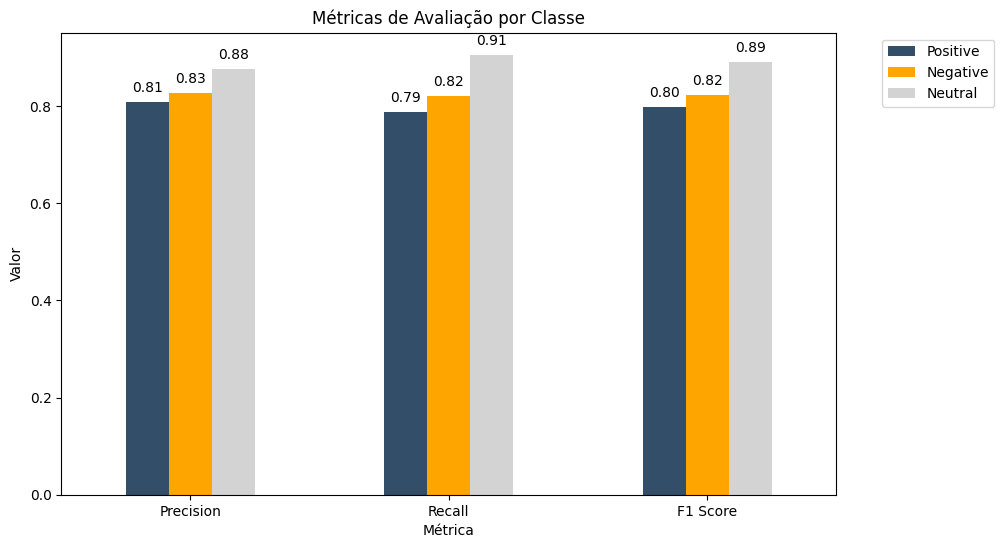 Métricas de Avaliação por Classe
0.81 0.83 0.88
0.79 0.82 0.91
0.80 0.82 0.89
Positive
Negative
Neutral
Valor
0.8
0.6
0.4
0.2
0.0
Precision Recall F1 Score
Métrica